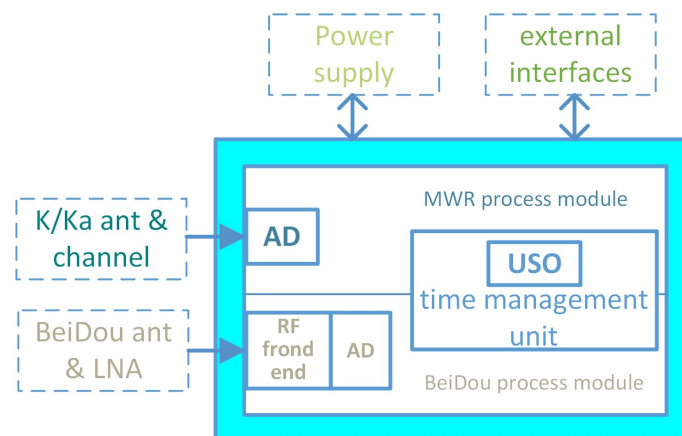 Power
supply
external
interfaces
MWR process module
K/Ka ant &
channel
AD
USO
time management
unit
BeiDou ant
& LNA
RF
frond
end
AD
BeiDou process module